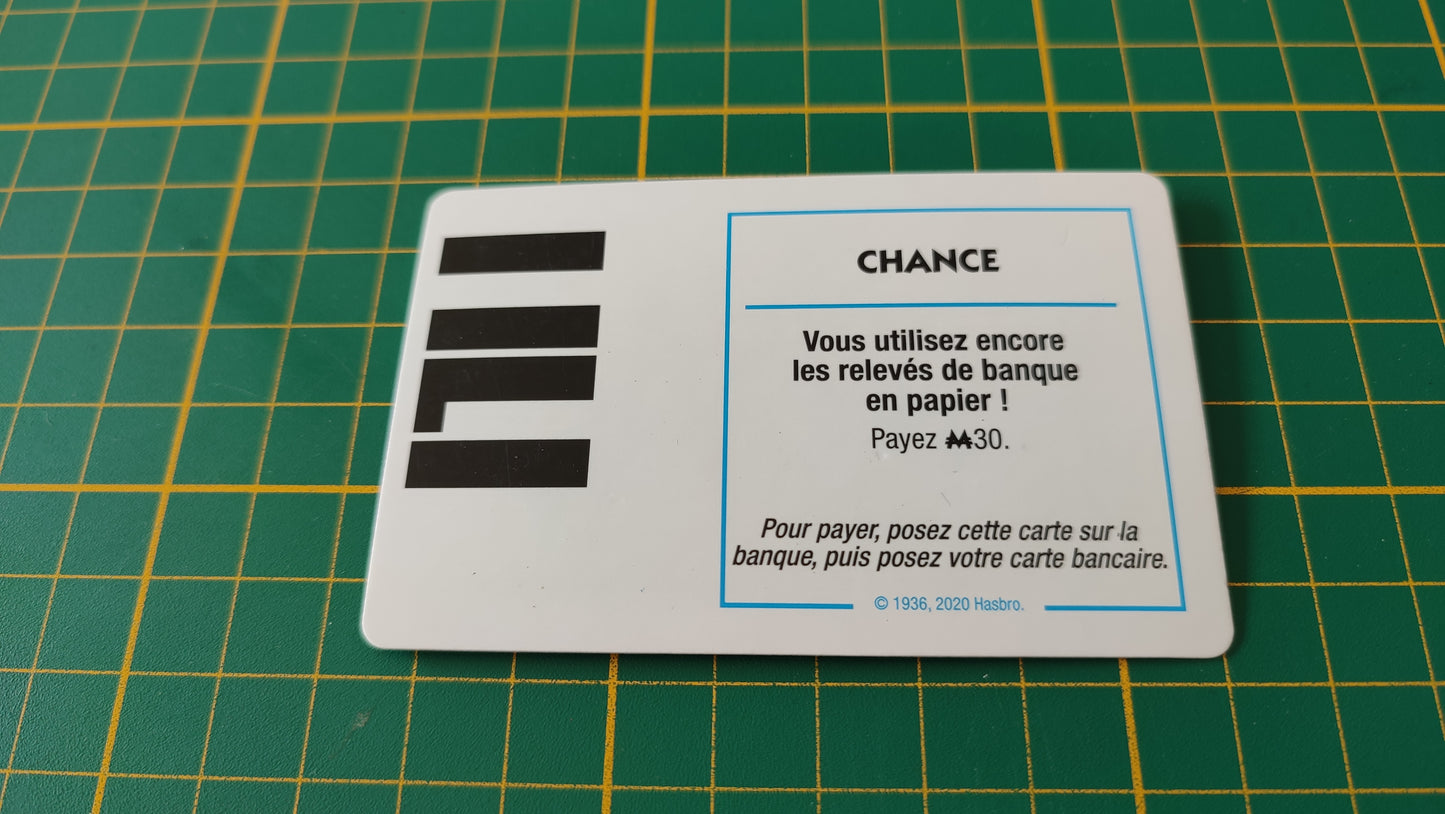 CHANCE
Vous utilisez encore
les relevés de banque
en papier !
Payez M30.
Pour payer, posez cette carte sur la
banque, puis posez votre carte bancaire.
© 1936, 2020 Hasbro.